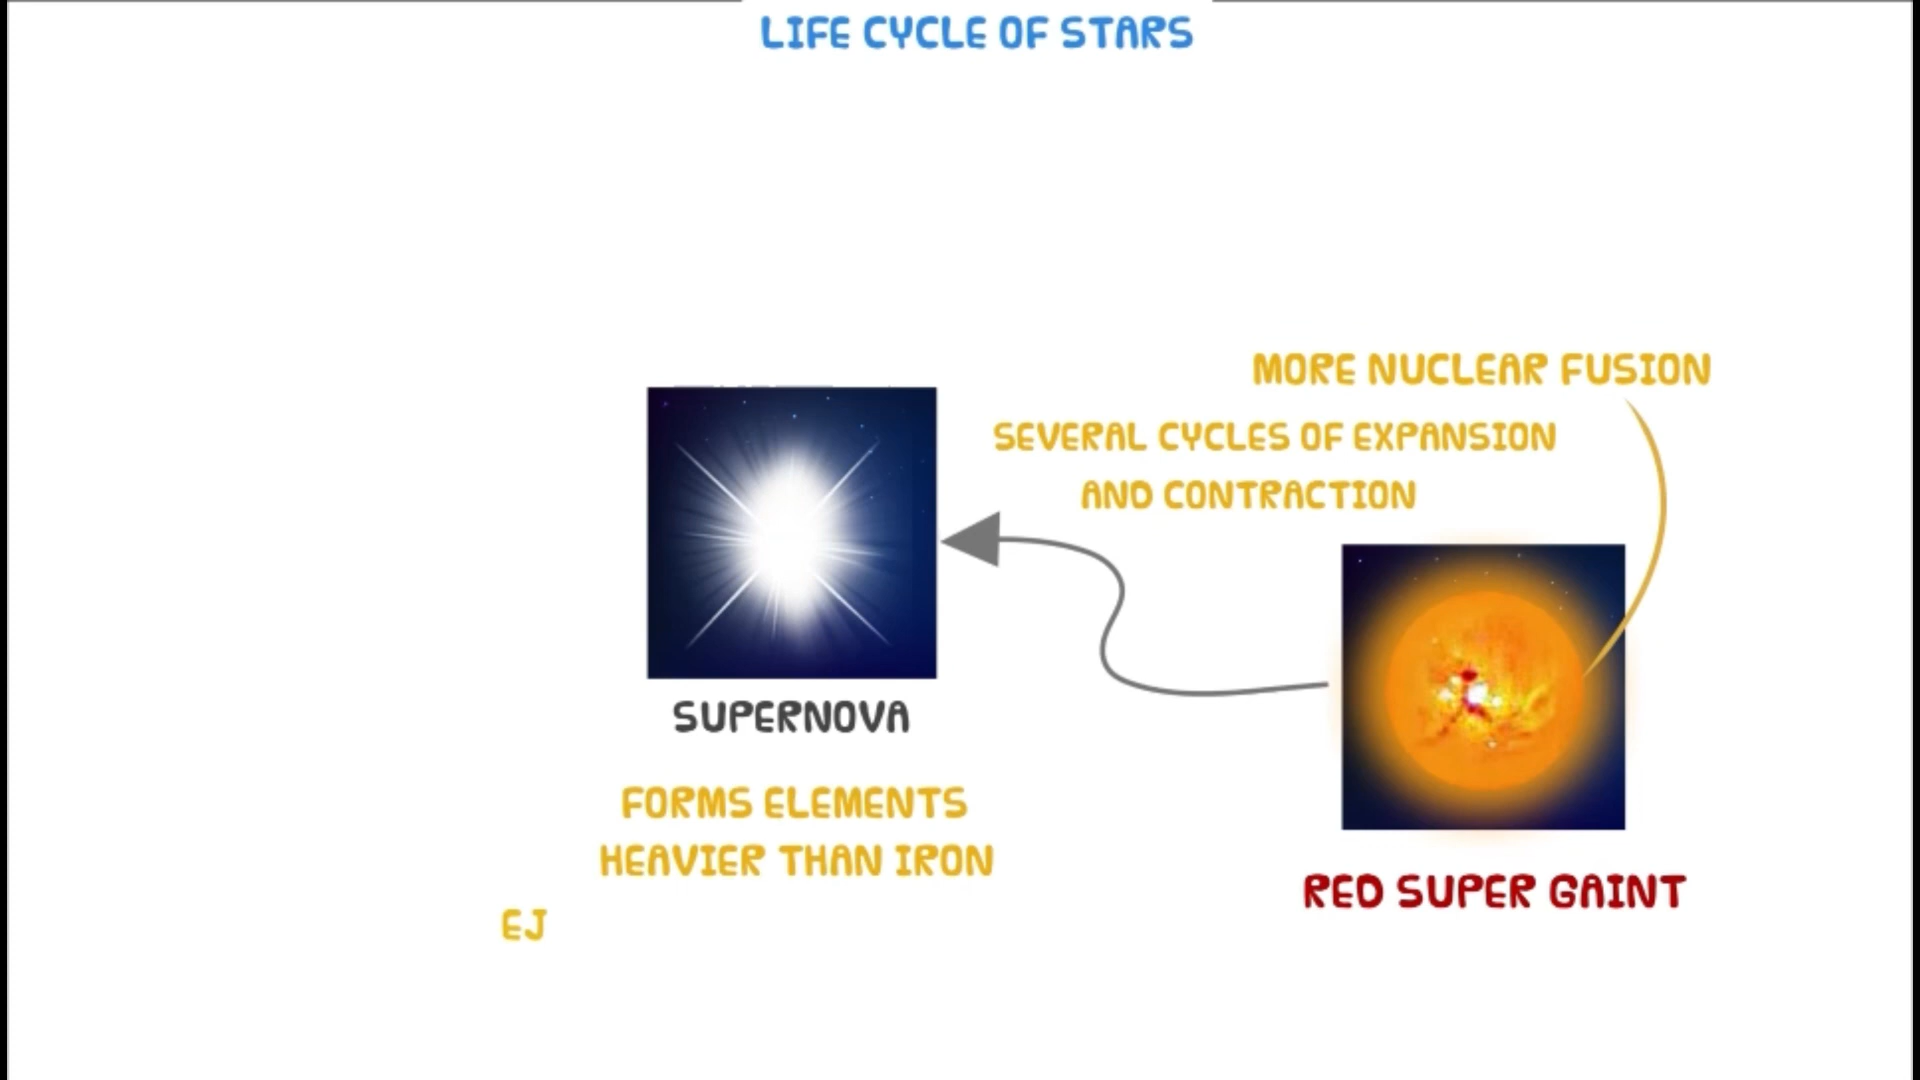 LIFE CYCLE OF STARS
MORE NUCLEAR FUSION
SEVERAL CYCLES OF EXPANSION
AND CONTRACTION
SUPERNOVA
FORMS ELEMENTS
HEAVIER THAN IRON
RED SUPER GAINT
EJ